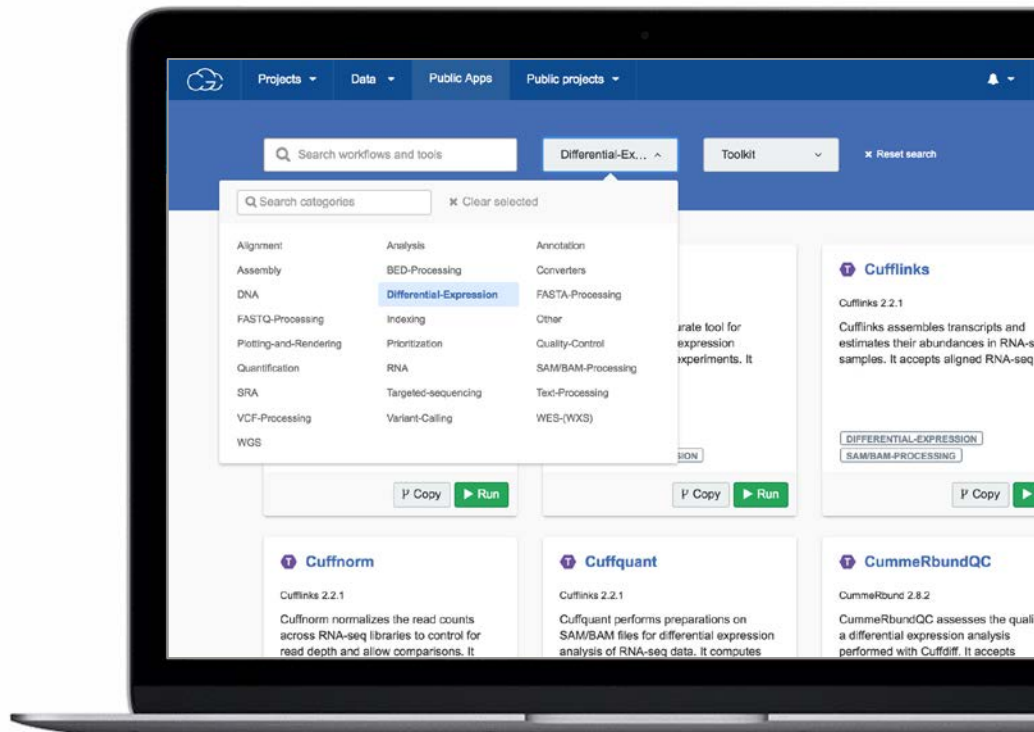 Projects Data Public Apps Public projects
Search workflows and tools Differential-Ex... Toolkit × Reset search
Search categories × Clear selected
Alignment Analysis Annotation
Assembly BED-Processing Converters
DNA Differential-Expression FASTA-Processing
FASTQ-Processing Indexing Other
Plotting-and-Rendering Prioritization Quality-Control
Quantification RNA SAM/BAM-Processing
SRA Targeted-sequencing Text-Processing
VCF-Processing Variant-Calling WES-(WXS)
WGS
urate tool for
expression
experiments. It
SION
Copy Run
Copy Run
T Cufflinks
Cufflinks 2.2.1
Cufflinks assembles transcripts and
estimates their abundances in RNA-s
samples. It accepts aligned RNA-seq
DIFFERENTIAL-EXPRESSION
SAM/BAM-PROCESSING
Copy
T Cuffnorm
Cufflinks 2.2.1
Cuffnorm normalizes the read counts
across RNA-seq libraries to control for
read depth and allow comparisons. It
T Cuffquant
Cufflinks 2.2.1
Cuffquant performs preparations on
SAM/BAM files for differential expression
analysis of RNA-seq data. It computes
T CummeRbundQC
CummeRbund 2.8.2
CummeRbundQC assesses the quali
a differential expression analysis
performed with Cuffdiff. It accepts